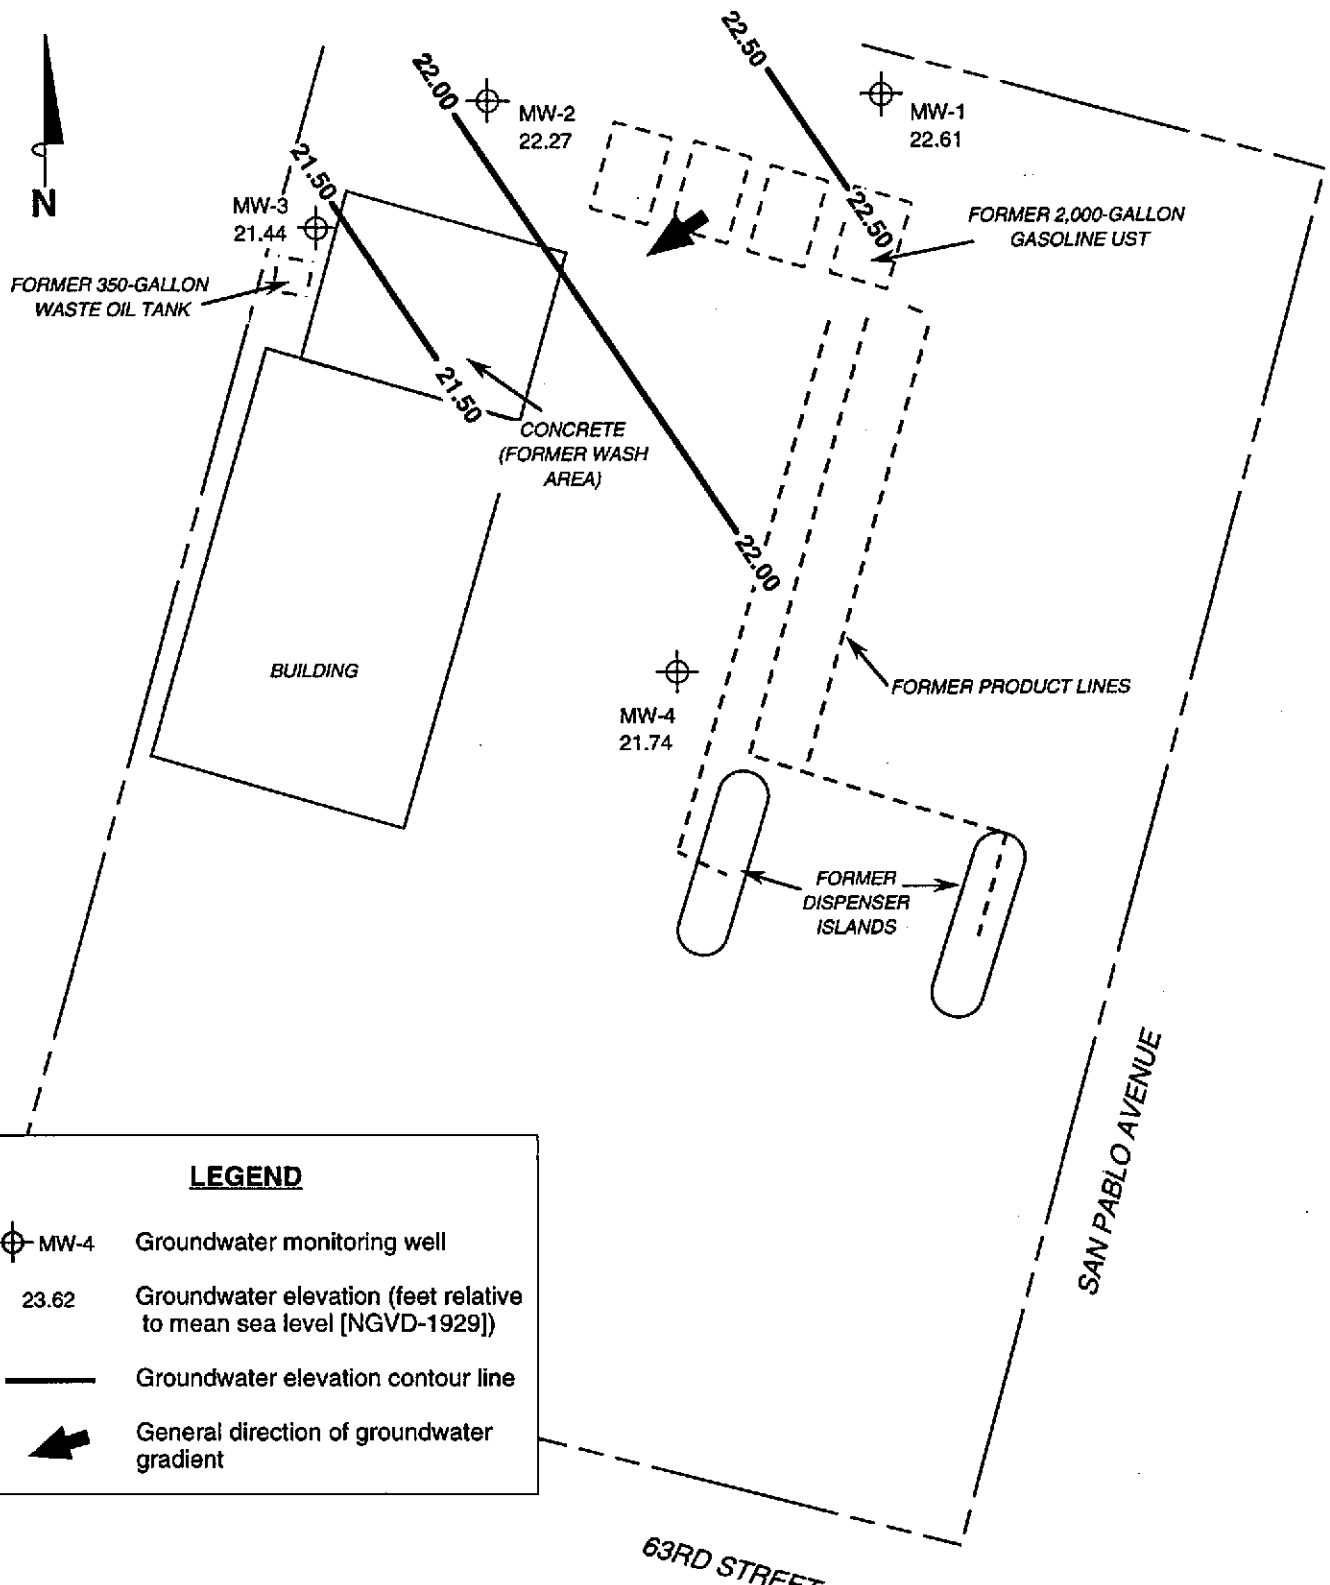 22.50
22.00
MW-2
22.27
MW-1
22.61
21.50
N
MW-3
21.44
22.50
FORMER 2,000-GALLON
GASOLINE UST
FORMER 350-GALLON
WASTE OIL TANK
21.50
CONCRETE
(FORMER WASH
AREA)
22.00
BUILDING
FORMER PRODUCT LINES
MW-4
21.74
FORMER
DISPENSER
ISLANDS
SAN PABLO AVENUE
LEGEND
MW-4 Groundwater monitoring well
23.62 Groundwater elevation (feet relative
to mean sea level [NGVD-1929])
Groundwater elevation contour line
General direction of groundwater
gradient
63RD STREET